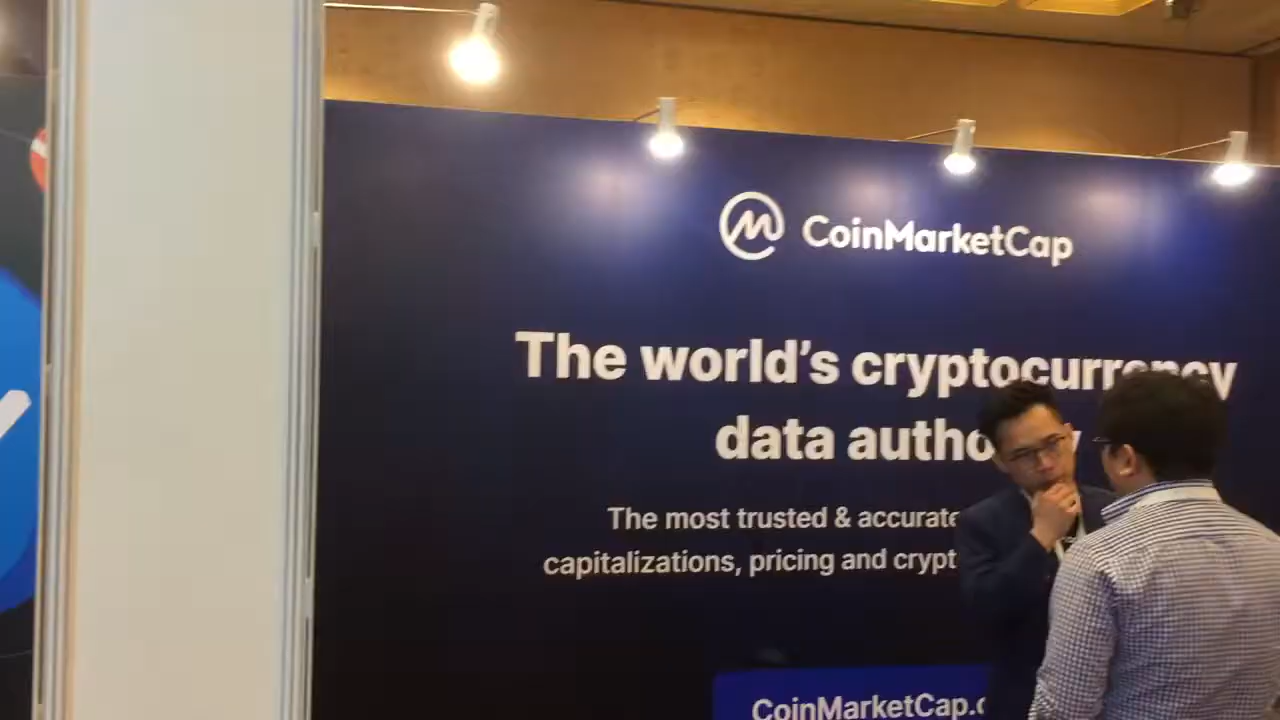 CoinMarketCap
The world's cryptocurrency
data autho
The most trusted & accurate
capitalizations, pricing and crypt
CoinMarketCap.c